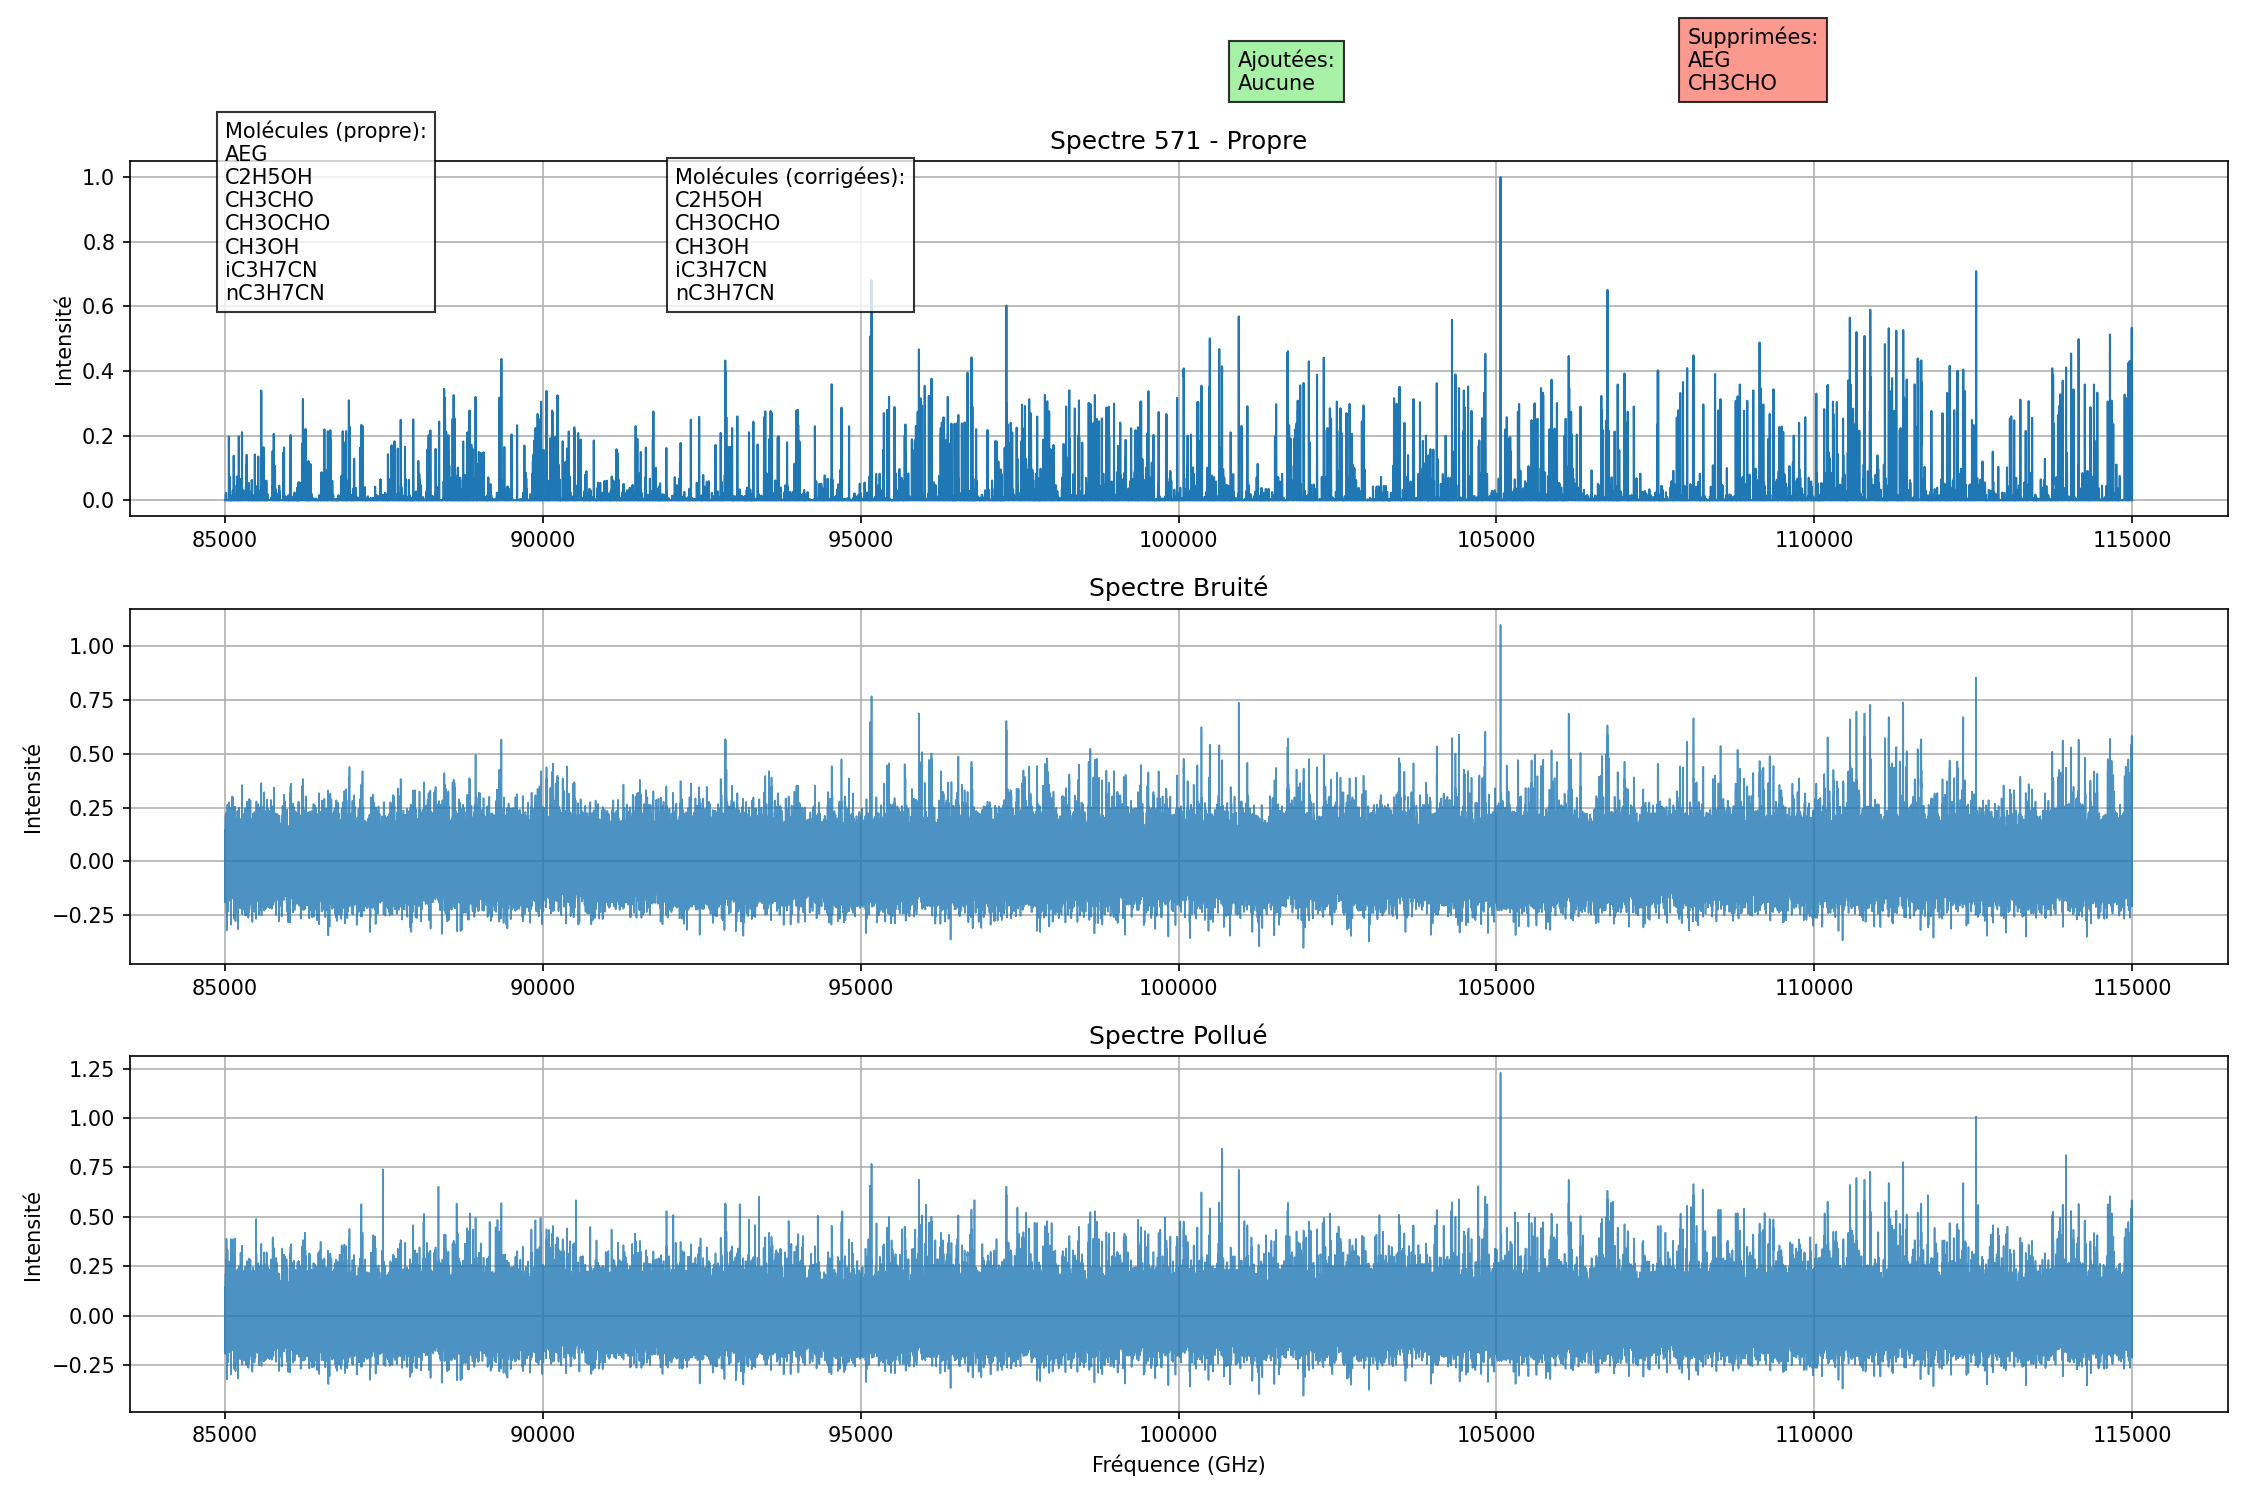 Ajoutées:
Aucune
Supprimées:
AEG
CH3CHO
Molécules (propre):
AEG
C2H5OH
CH3CHO
CH3OCHO
CH3OH
iC3H7CN
nC3H7CN
Molécules (corrigées):
C2H5OH
CH3OCHO
CH3OH
iC3H7CN
nC3H7CN
Spectre 571 - Propre
Intensité
1.0
0.8
0.6
0.4
0.2
0.0
85000 90000 95000 100000 105000 110000 115000
Spectre Bruité
Intensité
1.00
0.75
0.50
0.25
0.00
−0.25
85000 90000 95000 100000 105000 110000 115000
Spectre Pollué
Intensité
1.25
1.00
0.75
0.50
0.25
0.00
−0.25
85000 90000 95000 100000 105000 110000 115000
Fréquence (GHz)